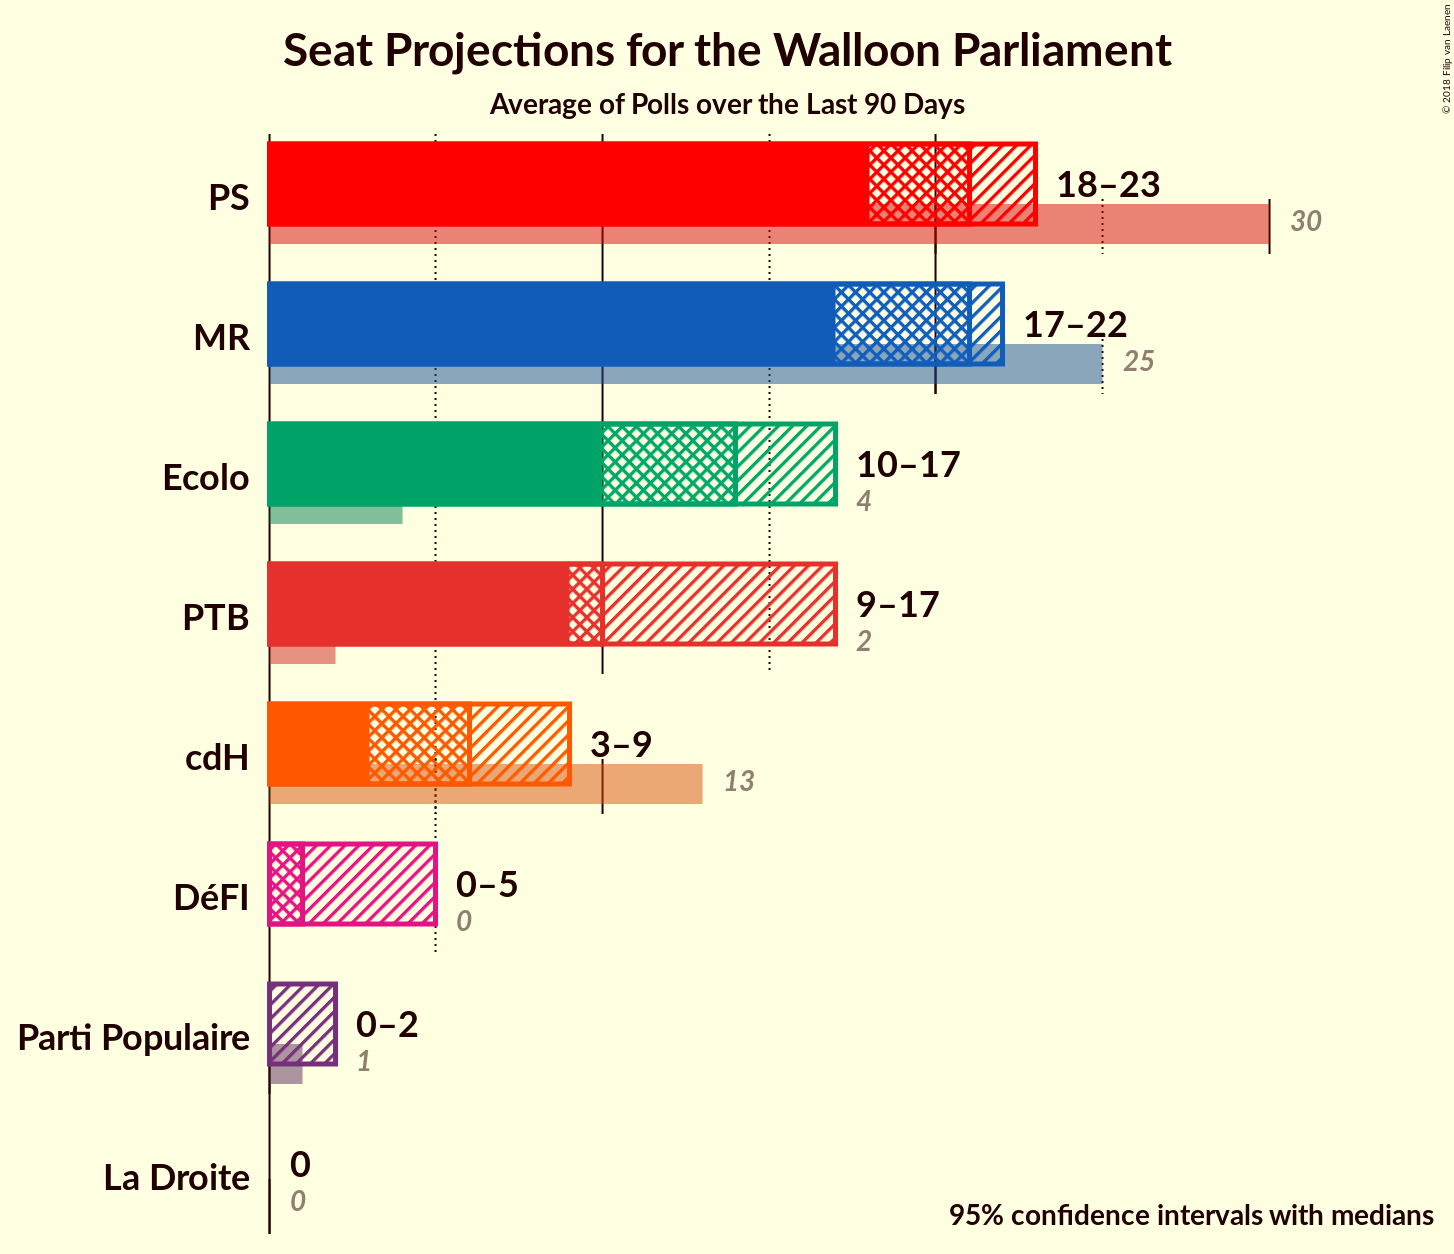 Seat Projections for the Walloon Parliament
Average of Polls over the Last 90 Days
© 2018 Filip van Laenen
PS
18–23
30
MR
17–22
25
Ecolo
10–17
4
PTB
9–17
2
cdH
3–9
13
DéFI
0–5
0
Parti Populaire
0–2
1
La Droite
0
0
95% confidence intervals with medians